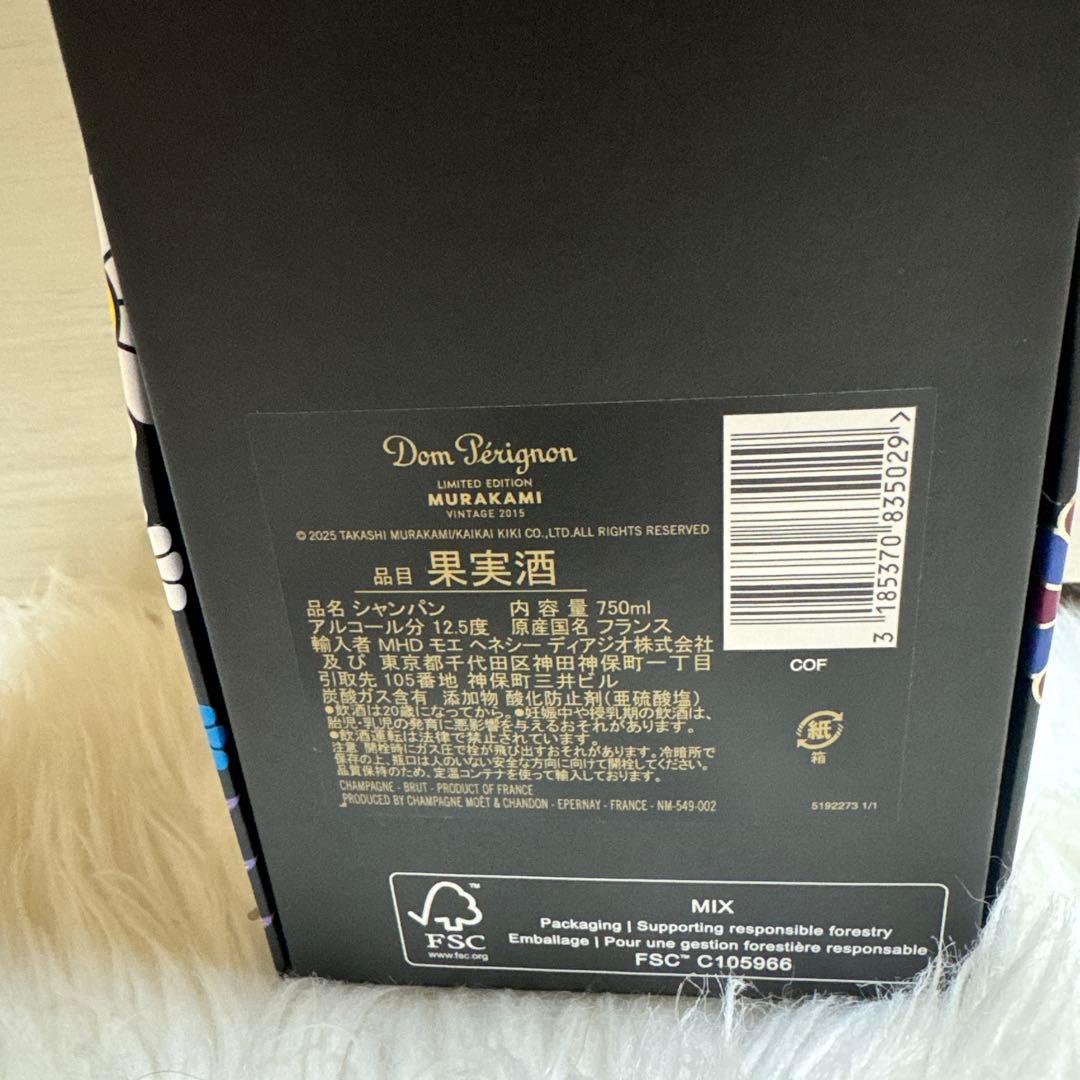 Dom Pérignon
LIMITED EDITION
MURAKAMI
VINTAGE 2015
© 2025 TAKASHI MURAKAMI/KAIKAI KIKI CO.,LTD.ALL RIGHTS RESERVED
品目 果実酒
品名 シャンパン 内容量 750ml
アルコール分 12.5度 原産国名 フランス
輸入者 MHD モエ ヘネシー ディアジオ株式会社
及び 東京都千代田区神田神保町一丁目
引取先 105番地 神保町三井ビル
炭酸ガス含有 添加物 酸化防止剤(亜硫酸塩)
●飲酒は20歳になってから。●妊娠中や授乳期の飲酒は、
胎児・乳児の発育に悪影響を与えるおそれがあります。
●飲酒運転は法律で禁止されています。
注意 開栓時にガス圧で栓が飛び出すおそれがあります。冷暗所で
保存の上、瓶口は人のいない安全な方向に向けて開栓してください。
品質保持のため、定温コンテナを使って輸入しております。
CHAMPAGNE - BRUT - PRODUCT OF FRANCE
PRODUCED BY CHAMPAGNE MOËT & CHANDON - EPERNAY - FRANCE - NM-549-002
3 185370 835029 >
COF
紙
箱
5192273 1/1
FSC
www.fsc.org
MIX
Packaging | Supporting responsible forestry
Emballage | Pour une gestion forestière responsable
FSC™ C105966